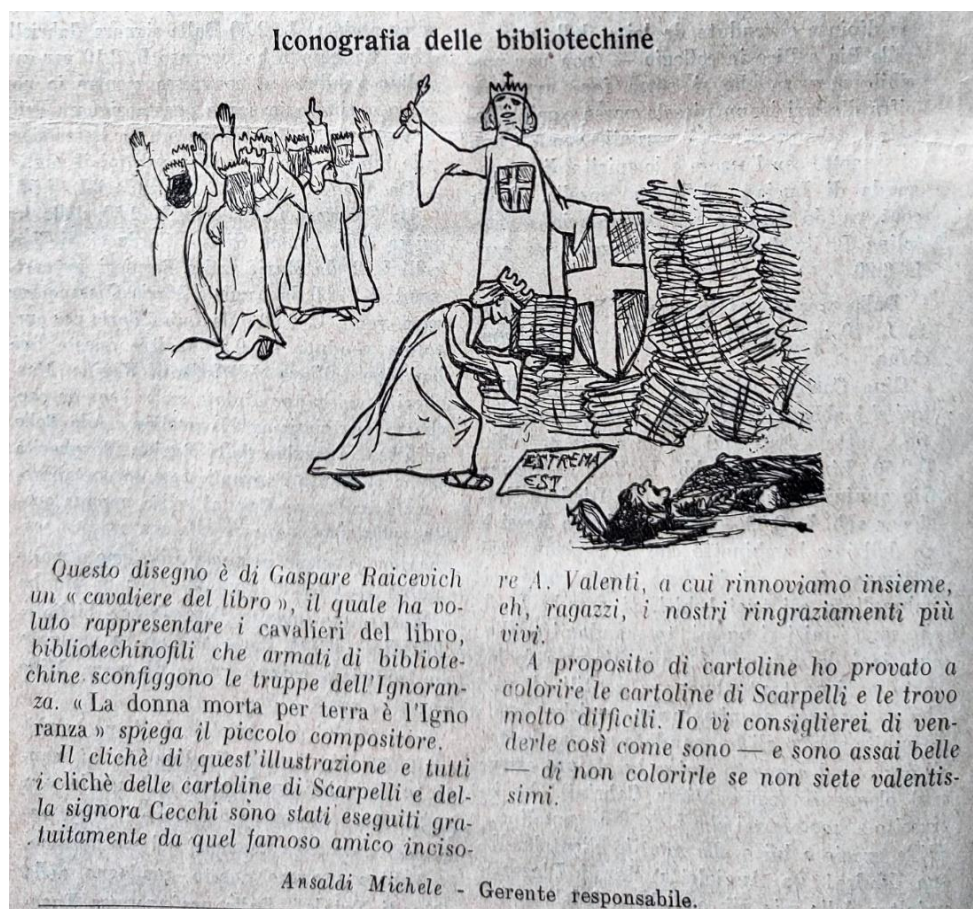 Iconografia delle bibliotechine
ESTREMA
EST.
Questo disegno è di Gaspare Raicevich
un « cavaliere del libro », il quale ha vo-
luto rappresentare i cavalieri del libro,
bibliotechinofili che armati di bibliote-
chine sconfiggono le truppe dell'Ignoran-
za. « La donna morta per terra è l'Igno
ranza » spiega il piccolo compositore.
Il clichè di quest'illustrazione e tutti
i clichè delle cartoline di Scarpelli e del-
la signora Cecchi sono stati eseguiti gra-
tuitamente da quel famoso amico inciso-
re A. Valenti, a cui rinnoviamo insieme,
eh, ragazzi, i nostri ringraziamenti più
vivi.
A proposito di cartoline ho provato a
colorire le cartoline di Scarpelli e le trovo
molto difficili. Io vi consiglierei di ven-
derle così come sono — e sono assai belle
— di non colorirle se non siete valentis-
simi.
Ansaldi Michele - Gerente responsabile.